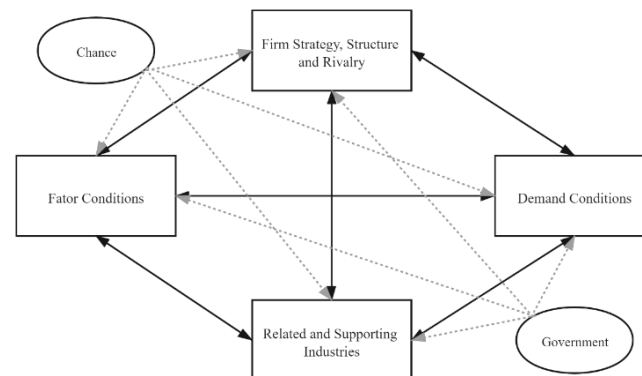 Chance
Firm Strategy, Structure
and Rivalry
Fator Conditions
Demand Conditions
Related and Supporting
Industries
Government